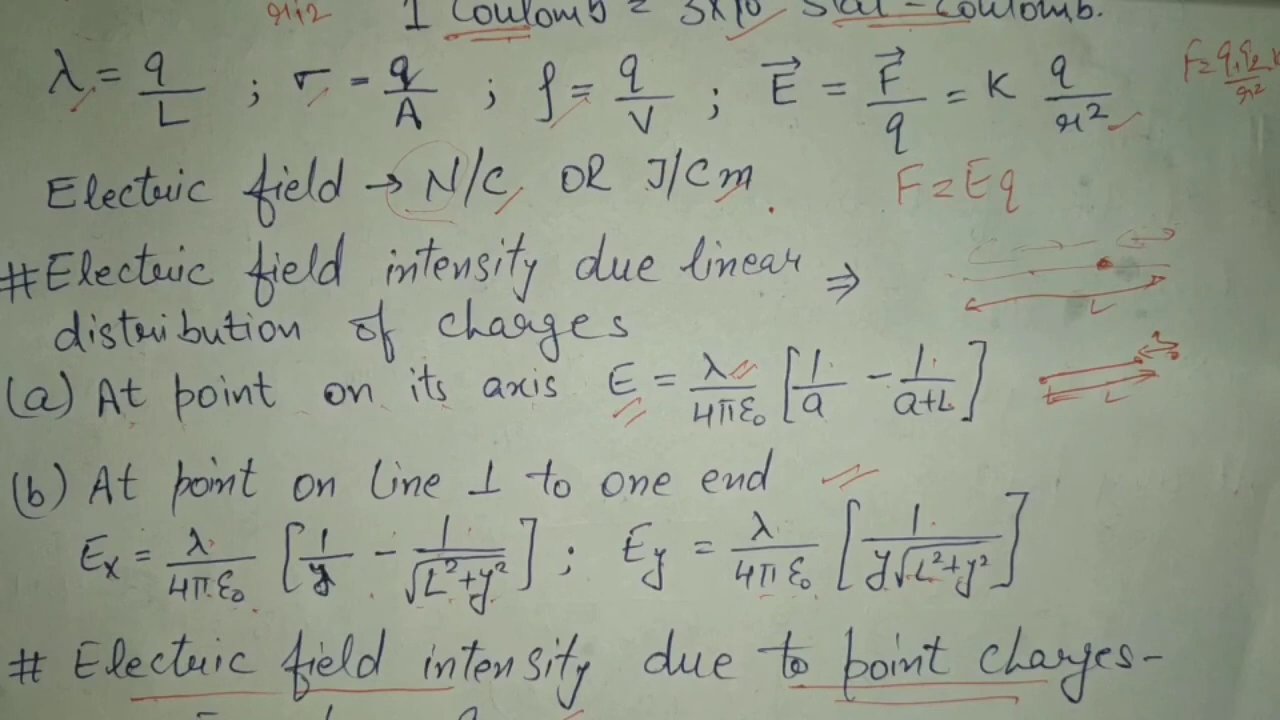 1 Coulomb = 3×10 Stat-Coulomb.
λ = q/L ; σ = q/A ; ρ = q/V ; E⃗ = F⃗/q = K q/r² F=q₁q₂K/r²
Electric field → N/C OR J/Cm F=Eq
#Electric field intensity due linear ⇒
distribution of charges
(a) At point on its axis E = λ/4πε₀ [1/a - 1/a+L]
(b) At point on line ⊥ to one end
Ex = λ/4πε₀ [1/y - 1/√L²+y²] ; Ey = λ/4πε₀ [1/y√L²+y²]
# Electric field intensity due to point charges-